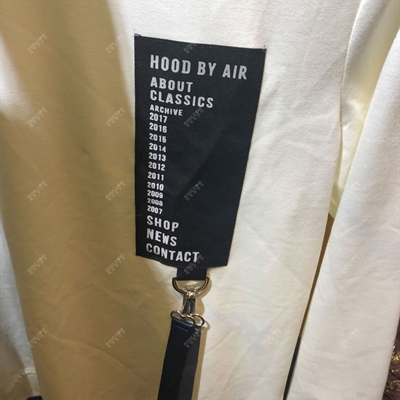 HOOD BY AIR
ABOUT
CLASSICS
ARCHIVE
2017
2016
2015
2014
2013
2012
2011
2010
2009
2008
2007
SHOP
NEWS
CONTACT